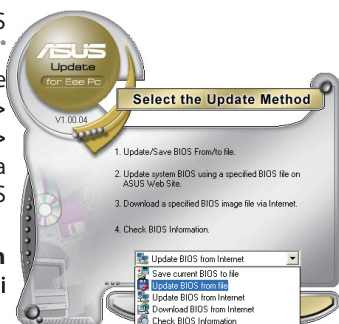 S
®
e
>
>
a
S
n
i
ASUS
Update
for Eee Pc
V1.00.04
Select the Update Method
1. Update/Save BIOS From/to file.
2. Update system BIOS using a specified BIOS file on
ASUS Web Site.
3. Download a specified BIOS image file via Internet.
4. Check BIOS Information.
Update BIOS from Internet
Save current BIOS to file
Update BIOS from file
Update BIOS from Internet
Download BIOS from Internet
Check BIOS Information